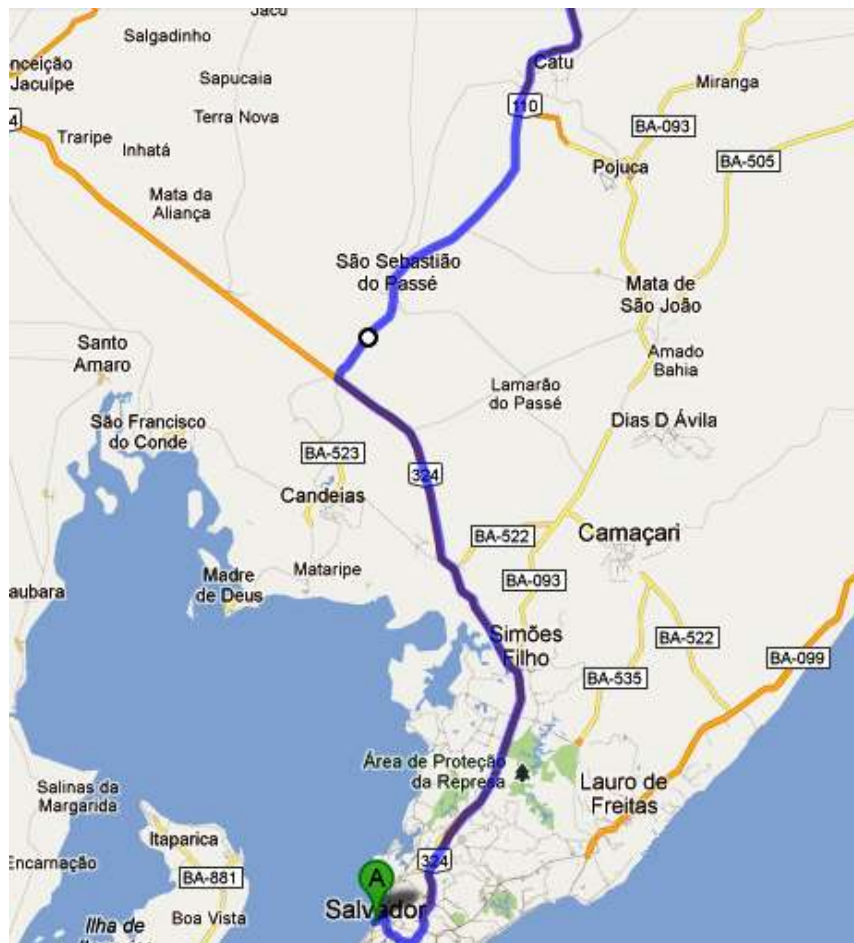 Jacu
Salgadinho
Catu
Jacuípe
Sapucaia
Miranga
Terra Nova
110
BA-093
Traripe
Inhatá
BA-505
Pojuca
Mata da
Aliança
São Sebastião
do Passé
Mata de
São João
Santo
Amaro
Amado
Bahia
Lamarão
do Passé
São Francisco
do Conde
Dias D Ávila
BA-523
324
Candeias
BA-522
Camaçari
Mataripe
BA-093
Madre
de Deus
Simões
Filho
BA-522
BA-099
BA-535
Área de Proteção
da Represa
Lauro de
Freitas
Salinas da
Margarida
Itaparica
324
Encarnação
BA-881
A
Salvador
Boa Vista
Ilha de